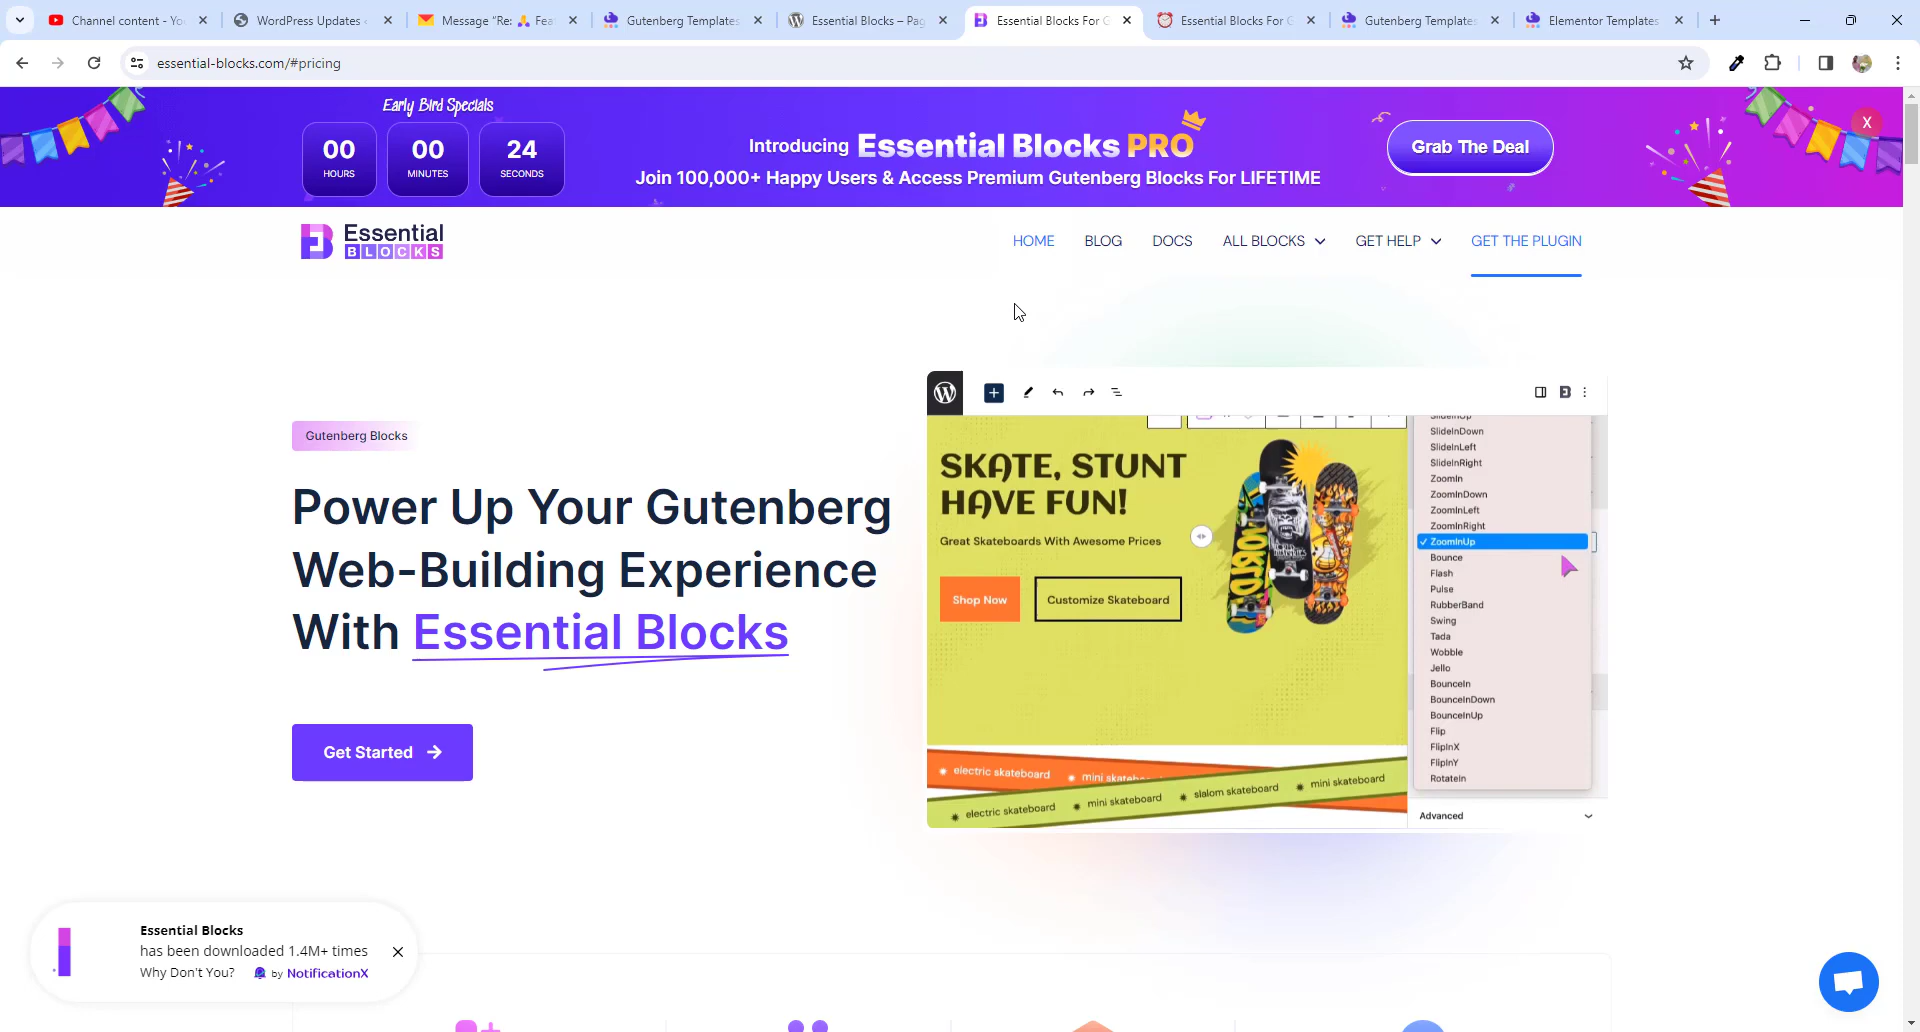 Channel content - Yo
WordPress Updates
Message "Re: 🙏 Fea
Gutenberg Templates
Essential Blocks – Pag
Essential Blocks For G
Essential Blocks For G
Gutenberg Templates
Elementor Templates
essential-blocks.com/#pricing
Early Bird Specials
00
HOURS
00
MINUTES
24
SECONDS
Introducing Essential Blocks PRO
Join 100,000+ Happy Users & Access Premium Gutenberg Blocks For LIFETIME
Grab The Deal
X
Essential
BLOCKS
HOME
BLOG
DOCS
ALL BLOCKS
GET HELP
GET THE PLUGIN
Gutenberg Blocks
Power Up Your Gutenberg
Web-Building Experience
With Essential Blocks
Get Started
SKATE, STUNT
HAVE FUN!
Great Skateboards With Awesome Prices
Shop Now
Customize Skateboard
electric skateboard
mini skateboard
electric skateboard
mini skateboard
slalom skateboard
mini skateboard
SlideInUp
SlideInDown
SlideInLeft
SlideInRight
ZoomIn
ZoomInDown
ZoomInLeft
ZoomInRight
ZoomInUp
Bounce
Flash
Pulse
RubberBand
Swing
Tada
Wobble
Jello
BounceIn
BounceInDown
BounceInUp
Flip
FlipInX
FlipInY
RotateIn
Advanced
Essential Blocks
has been downloaded 1.4M+ times
Why Don't You?
by NotificationX